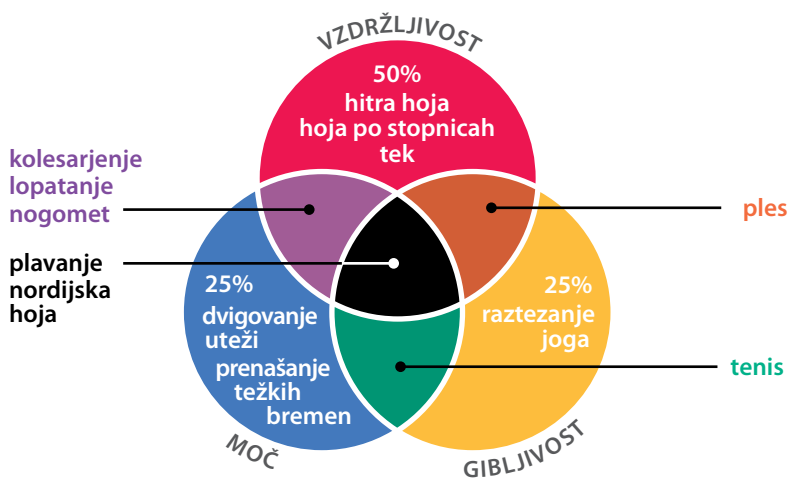 VZDRŽLJIVOST
50%
hitra hoja
hoja po stopnicah
tek
kolesarjenje
lopatanje
nogomet
ples
plavanje
nordijska
hoja
25%
dvigovanje
uteži
prenašanje
težkih
bremen
25%
raztezanje
joga
tenis
MOČ
GIBLJIVOST